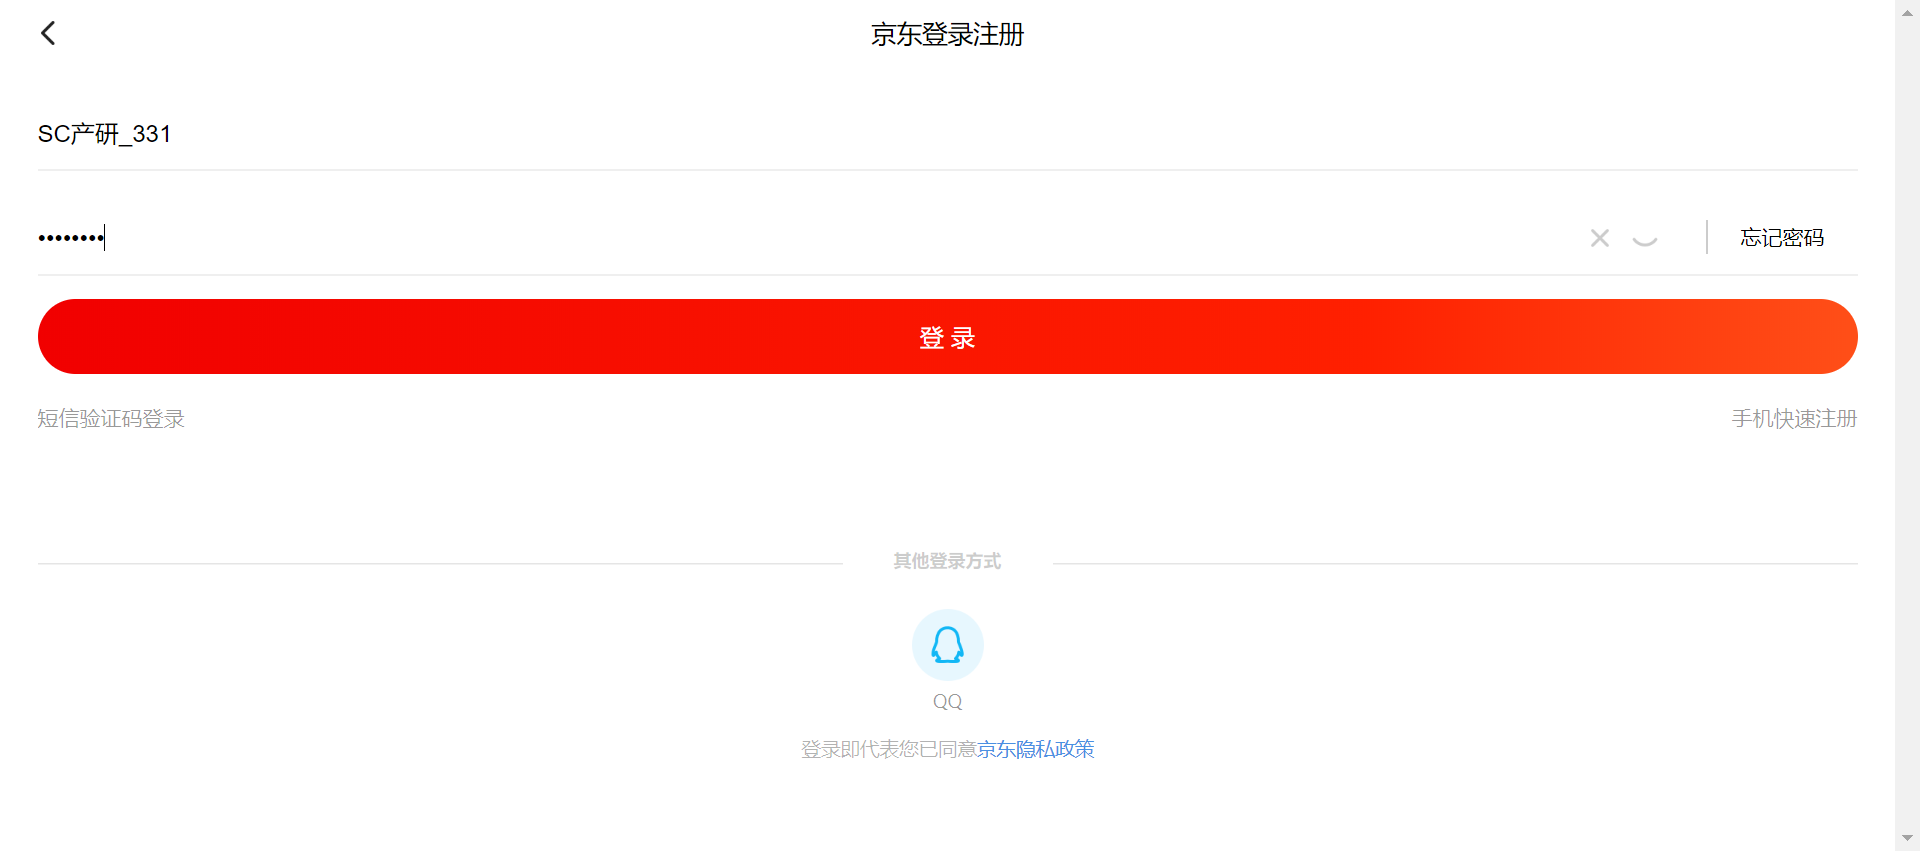 京东登录注册
SC产研_331
••••••••
忘记密码
登录
短信验证码登录
手机快速注册
其他登录方式
QQ
登录即代表您已同意京东隐私政策